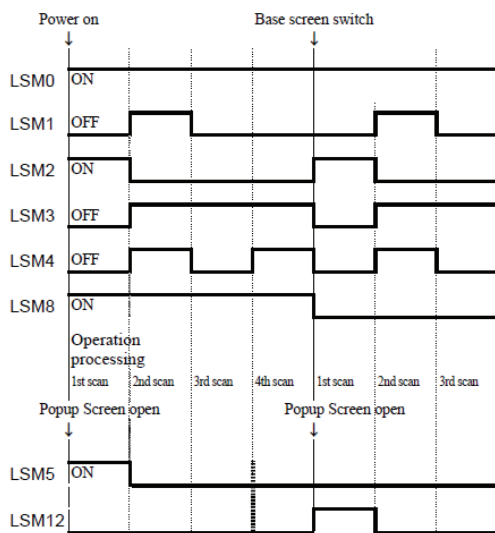 Power on Base screen switch
↓ ↓
LSM0 ON
LSM1 OFF
LSM2 ON
LSM3 OFF
LSM4 OFF
LSM8 ON
Operation
processing
1st scan 2nd scan 3rd scan 4th scan 1st scan 2nd scan 3rd scan
Popup Screen open Popup Screen open
↓ ↓
LSM5 ON
LSM12